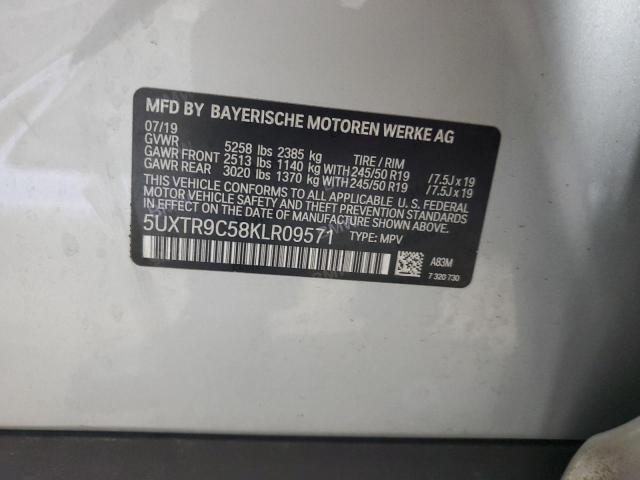 MFD BY BAYERISCHE MOTOREN WERKE AG
07/19
GVWR 5258 lbs 2385 kg TIRE / RIM
GAWR FRONT 2513 lbs 1140 kg WITH 245/50 R19 / 7.5J x 19
GAWR REAR 3020 lbs 1370 kg WITH 245/50 R19 / 7.5J x 19
THIS VEHICLE CONFORMS TO ALL APPLICABLE U. S. FEDERAL
MOTOR VEHICLE SAFETY, BUMPER, AND THEFT PREVENTION
STANDARDS IN EFFECT ON THE DATE OF MANUFACTURE SHOWN ABOVE.
5UXTR9C58KLR09571 TYPE: MPV
A83M
7 320 730